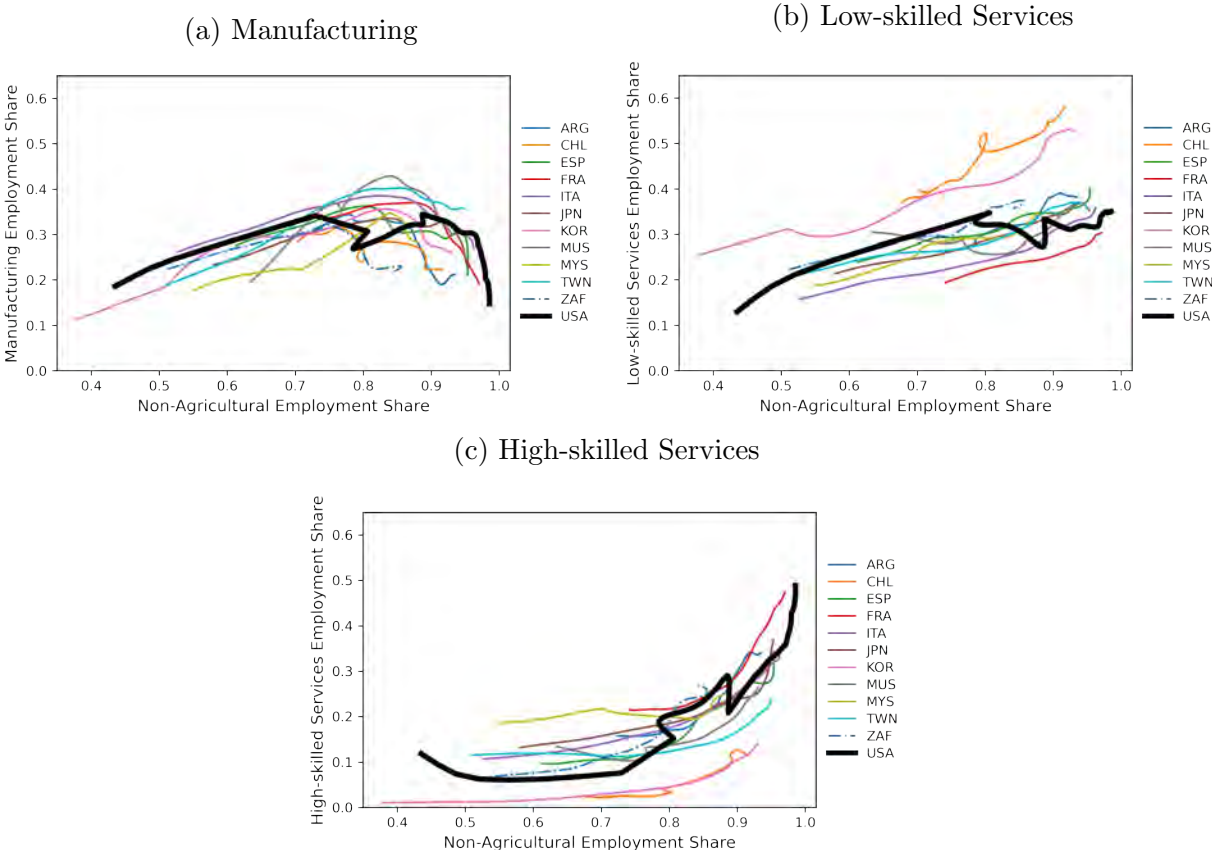 (a) Manufacturing
Manufacturing Employment Share
0.6
0.5
0.4
0.3
0.2
0.1
0.0
0.4 0.5 0.6 0.7 0.8 0.9 1.0
Non-Agricultural Employment Share
ARG
CHL
ESP
FRA
ITA
JPN
KOR
MUS
MYS
TWN
ZAF
USA
(b) Low-skilled Services
Low-skilled Services Employment Share
0.6
0.5
0.4
0.3
0.2
0.1
0.0
0.4 0.5 0.6 0.7 0.8 0.9 1.0
Non-Agricultural Employment Share
ARG
CHL
ESP
FRA
ITA
JPN
KOR
MUS
MYS
TWN
ZAF
USA
(c) High-skilled Services
High-skilled Services Employment Share
0.6
0.5
0.4
0.3
0.2
0.1
0.0
0.4 0.5 0.6 0.7 0.8 0.9 1.0
Non-Agricultural Employment Share
ARG
CHL
ESP
FRA
ITA
JPN
KOR
MUS
MYS
TWN
ZAF
USA